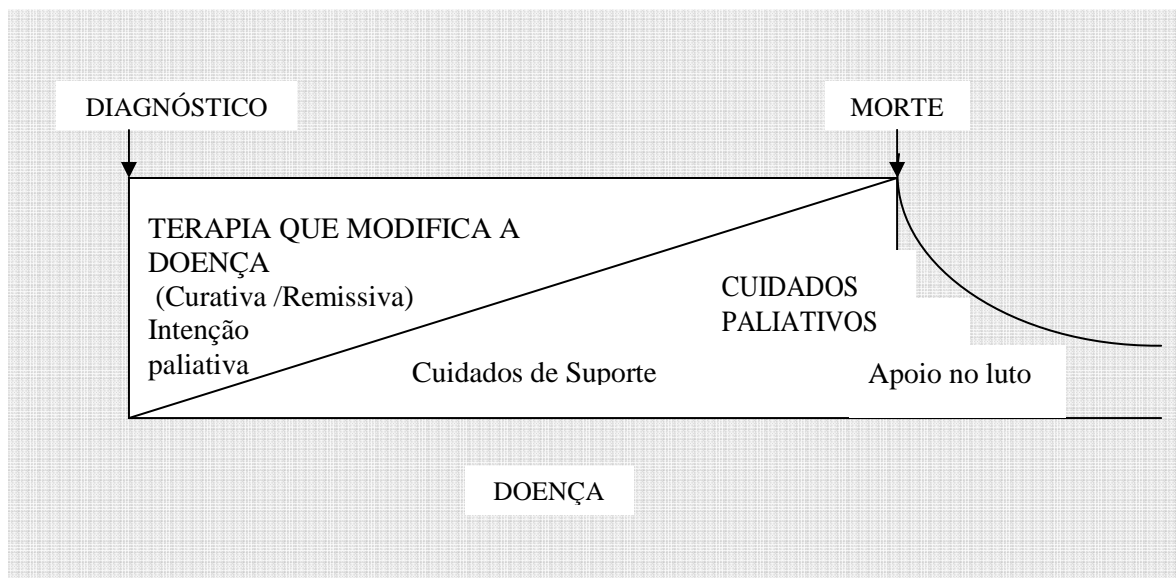 DIAGNÓSTICO
MORTE
TERAPIA QUE MODIFICA A
DOENÇA
(Curativa /Remissiva)
Intenção
paliativa
CUIDADOS
PALIATIVOS
Cuidados de Suporte
Apoio no luto
DOENÇA